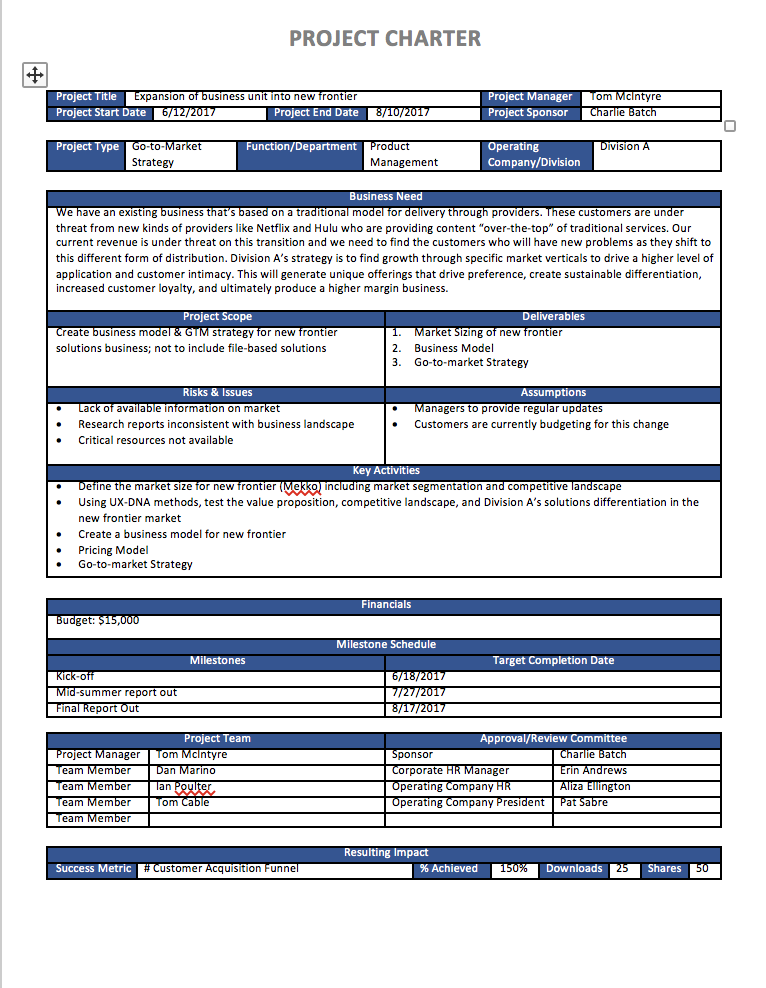 PROJECT CHARTER
Project Title Expansion of business unit into new frontier Project Manager Tom McIntyre
Project Start Date 6/12/2017 Project End Date 8/10/2017 Project Sponsor Charlie Batch
Project Type Go-to-Market Strategy Function/Department Product Management Operating Company/Division Division A
Business Need
We have an existing business that's based on a traditional model for delivery through providers. These customers are under
threat from new kinds of providers like Netflix and Hulu who are providing content “over-the-top” of traditional services. Our
current revenue is under threat on this transition and we need to find the customers who will have new problems as they shift to
this different form of distribution. Division A's strategy is to find growth through specific market verticals to drive a higher level of
application and customer intimacy. This will generate unique offerings that drive preference, create sustainable differentiation,
increased customer loyalty, and ultimately produce a higher margin business.
Project Scope
Create business model & GTM strategy for new frontier
solutions business; not to include file-based solutions
Deliverables
1. Market Sizing of new frontier
2. Business Model
3. Go-to-market Strategy
Risks & Issues
• Lack of available information on market
• Research reports inconsistent with business landscape
• Critical resources not available
Assumptions
• Managers to provide regular updates
• Customers are currently budgeting for this change
Key Activities
• Define the market size for new frontier (Mekko) including market segmentation and competitive landscape
• Using UX-DNA methods, test the value proposition, competitive landscape, and Division A's solutions differentiation in the
new frontier market
• Create a business model for new frontier
• Pricing Model
• Go-to-market Strategy
Financials
Budget: $15,000
Milestone Schedule
Milestones Target Completion Date
Kick-off 6/18/2017
Mid-summer report out 7/27/2017
Final Report Out 8/17/2017
Project Team Approval/Review Committee
Project Manager Tom McIntyre Sponsor Charlie Batch
Team Member Dan Marino Corporate HR Manager Erin Andrews
Team Member Ian Poulter Operating Company HR Aliza Ellington
Team Member Tom Cable Operating Company President Pat Sabre
Team Member
Resulting Impact
Success Metric # Customer Acquisition Funnel % Achieved 150% Downloads 25 Shares 50